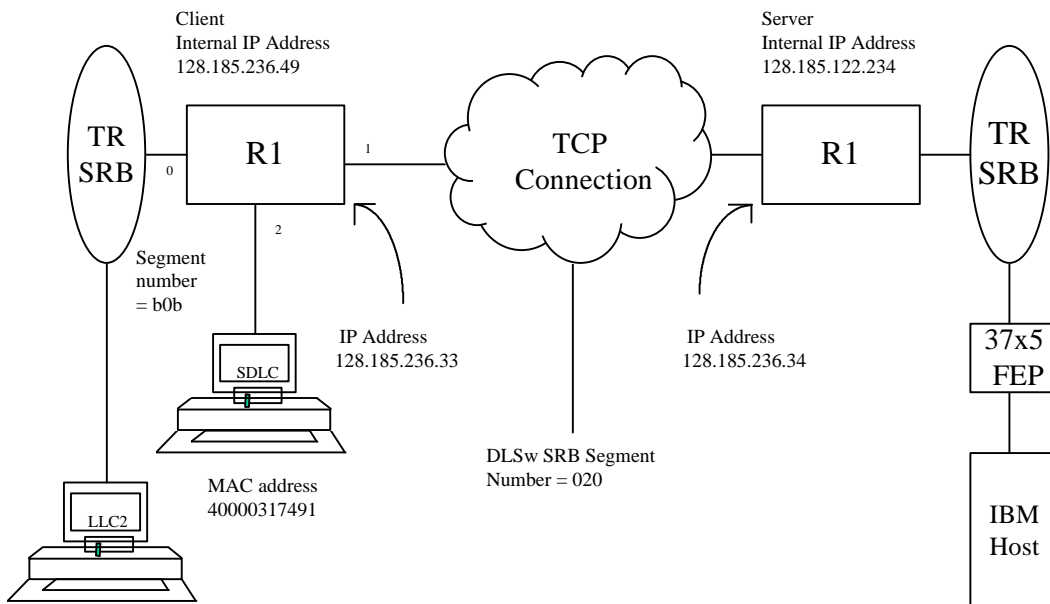 Client
Internal IP Address
128.185.236.49
Server
Internal IP Address
128.185.122.234
TR
SRB
0
R1
1
2
TCP
Connection
R1
TR
SRB
Segment
number
= b0b
IP Address
128.185.236.33
IP Address
128.185.236.34
SDLC
37x5
FEP
MAC address
40000317491
DLSw SRB Segment
Number = 020
LLC2
IBM
Host